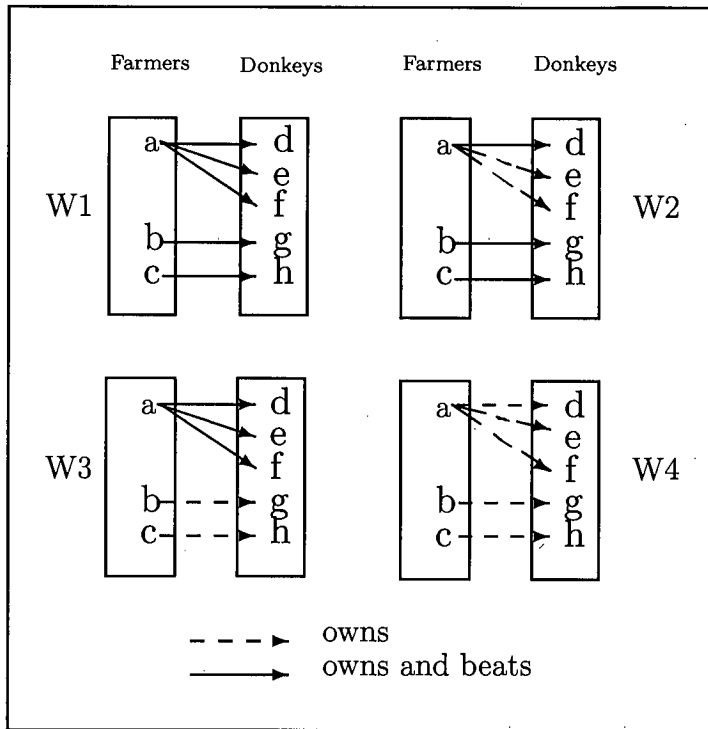 Farmers Donkeys Farmers Donkeys
W1
a d
e
f
b g
c h
a d
e
f
b g
c h
W2
W3
a d
e
f
b g
c h
a d
e
f
b g
c h
W4
owns
owns and beats